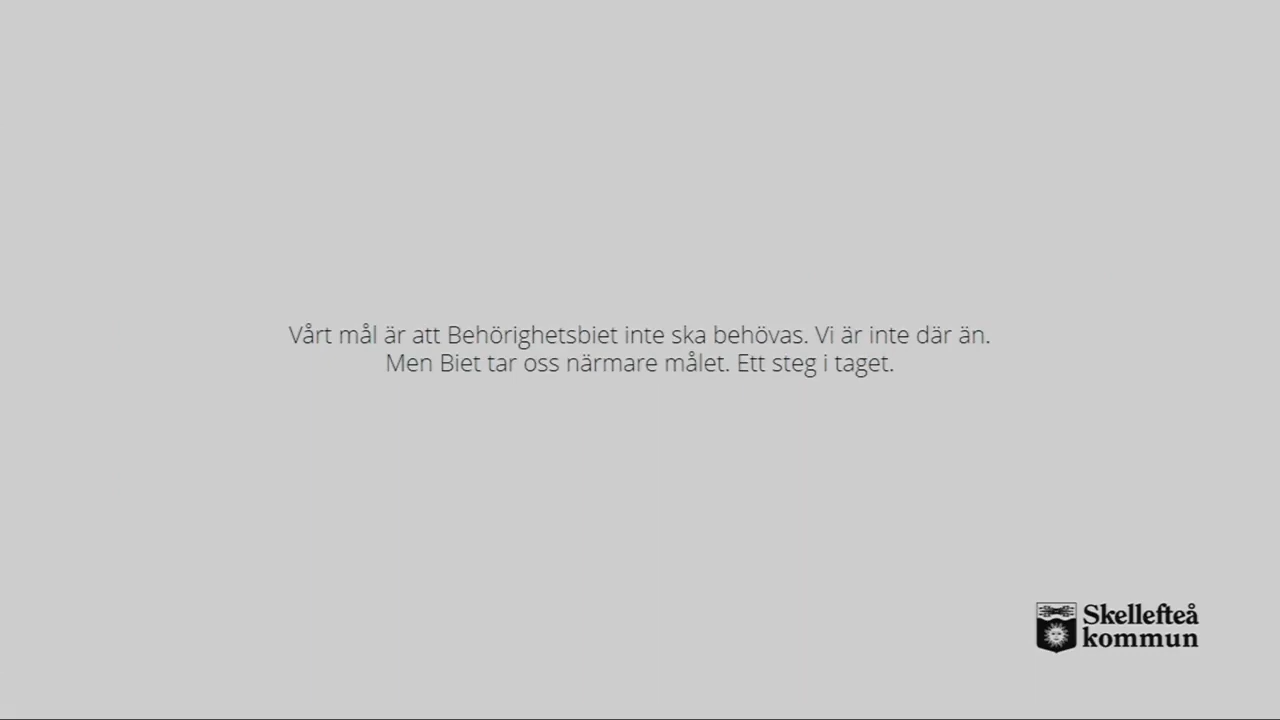 Vårt mål är att Behörighetsbiet inte ska behövas. Vi är inte där än.
Men Biet tar oss närmare målet. Ett steg i taget.
Skellefteå
kommun